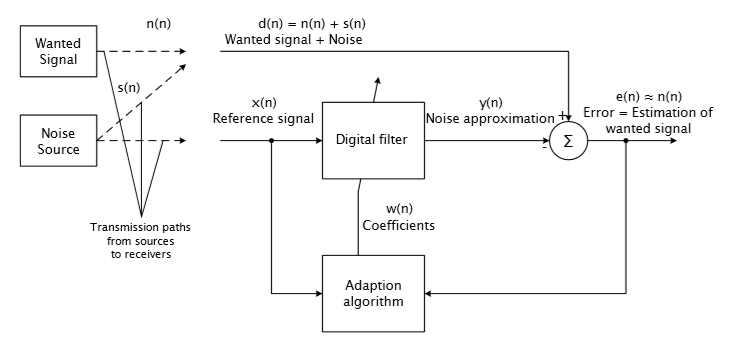 n(n)
Wanted
Signal
s(n)
Noise
Source
Transmission paths
from sources
to receivers
d(n) = n(n) + s(n)
Wanted signal + Noise
x(n)
Reference signal
Digital filter
y(n)
Noise approximation
+
-
Σ
e(n) ≈ n(n)
Error = Estimation of
wanted signal
w(n)
Coefficients
Adaption
algorithm